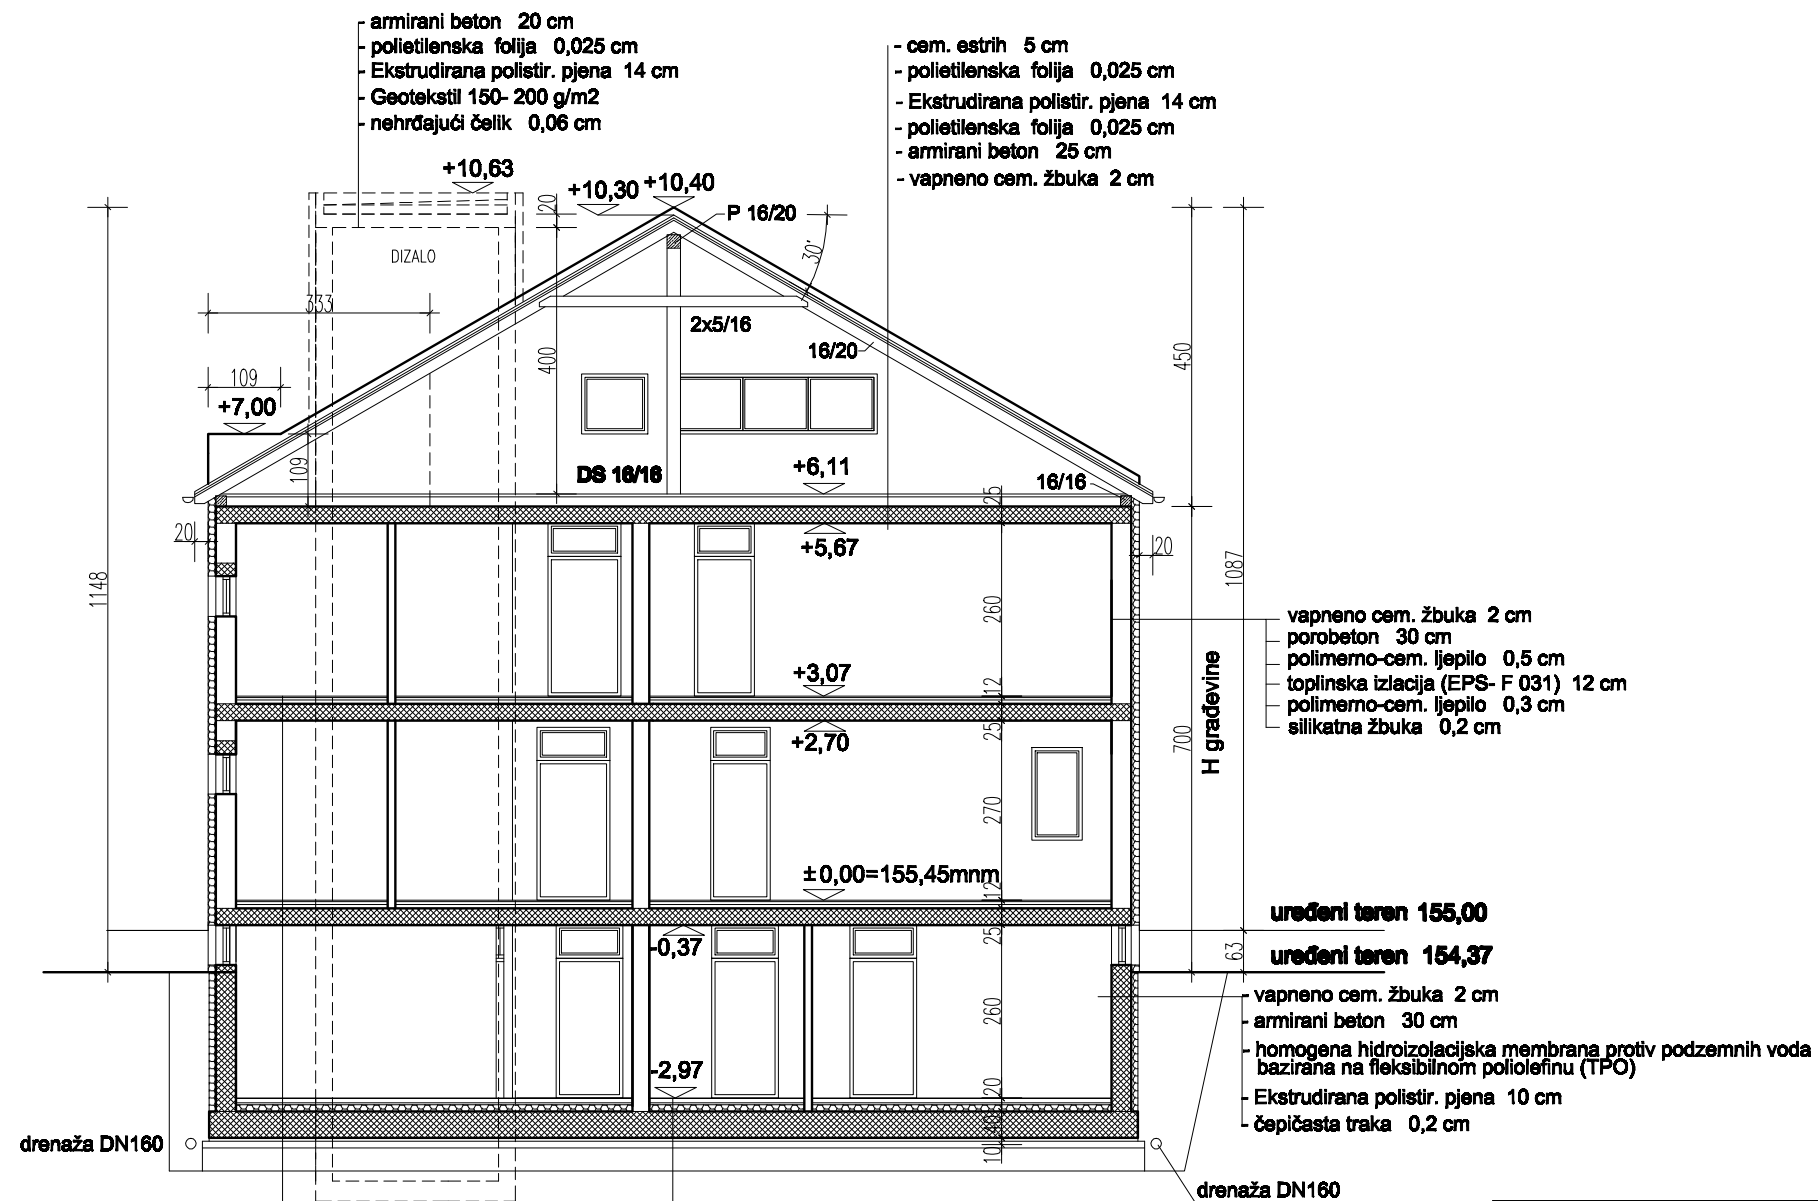 - armirani beton 20 cm
- polietilenska folija 0,025 cm
- Ekstrudirana polistir. pjena 14 cm
- Geotekstil 150- 200 g/m2
- nehrđajući čelik 0,06 cm
- cem. estrih 5 cm
- polietilenska folija 0,025 cm
- Ekstrudirana polistir. pjena 14 cm
- polietilenska folija 0,025 cm
- armirani beton 25 cm
- vapneno cem. žbuka 2 cm
+10,63
+10,30
+10,40
20
P 16/20
30°
DIZALO
333
2x5/16
16/20
400
450
109
+7,00
109
DS 16/16
+6,11
16/16
25
20
+5,67
20
1148
1087
260
vapneno cem. žbuka 2 cm
porobeton 30 cm
polimerno-cem. ljepilo 0,5 cm
toplinska izlacija (EPS- F 031) 12 cm
polimerno-cem. ljepilo 0,3 cm
silikatna žbuka 0,2 cm
+3,07
12
25
+2,70
700
H građevine
270
±0,00=155,45mnm
12
uređeni teren 155,00
25
-0,37
63
uređeni teren 154,37
- vapneno cem. žbuka 2 cm
- armirani beton 30 cm
- homogena hidroizolacijska membrana protiv podzemnih voda
bazirana na fleksibilnom poliolefinu (TPO)
- Ekstrudirana polistir. pjena 10 cm
- čepičasta traka 0,2 cm
260
-2,97
20
40
10
drenaža DN160
drenaža DN160